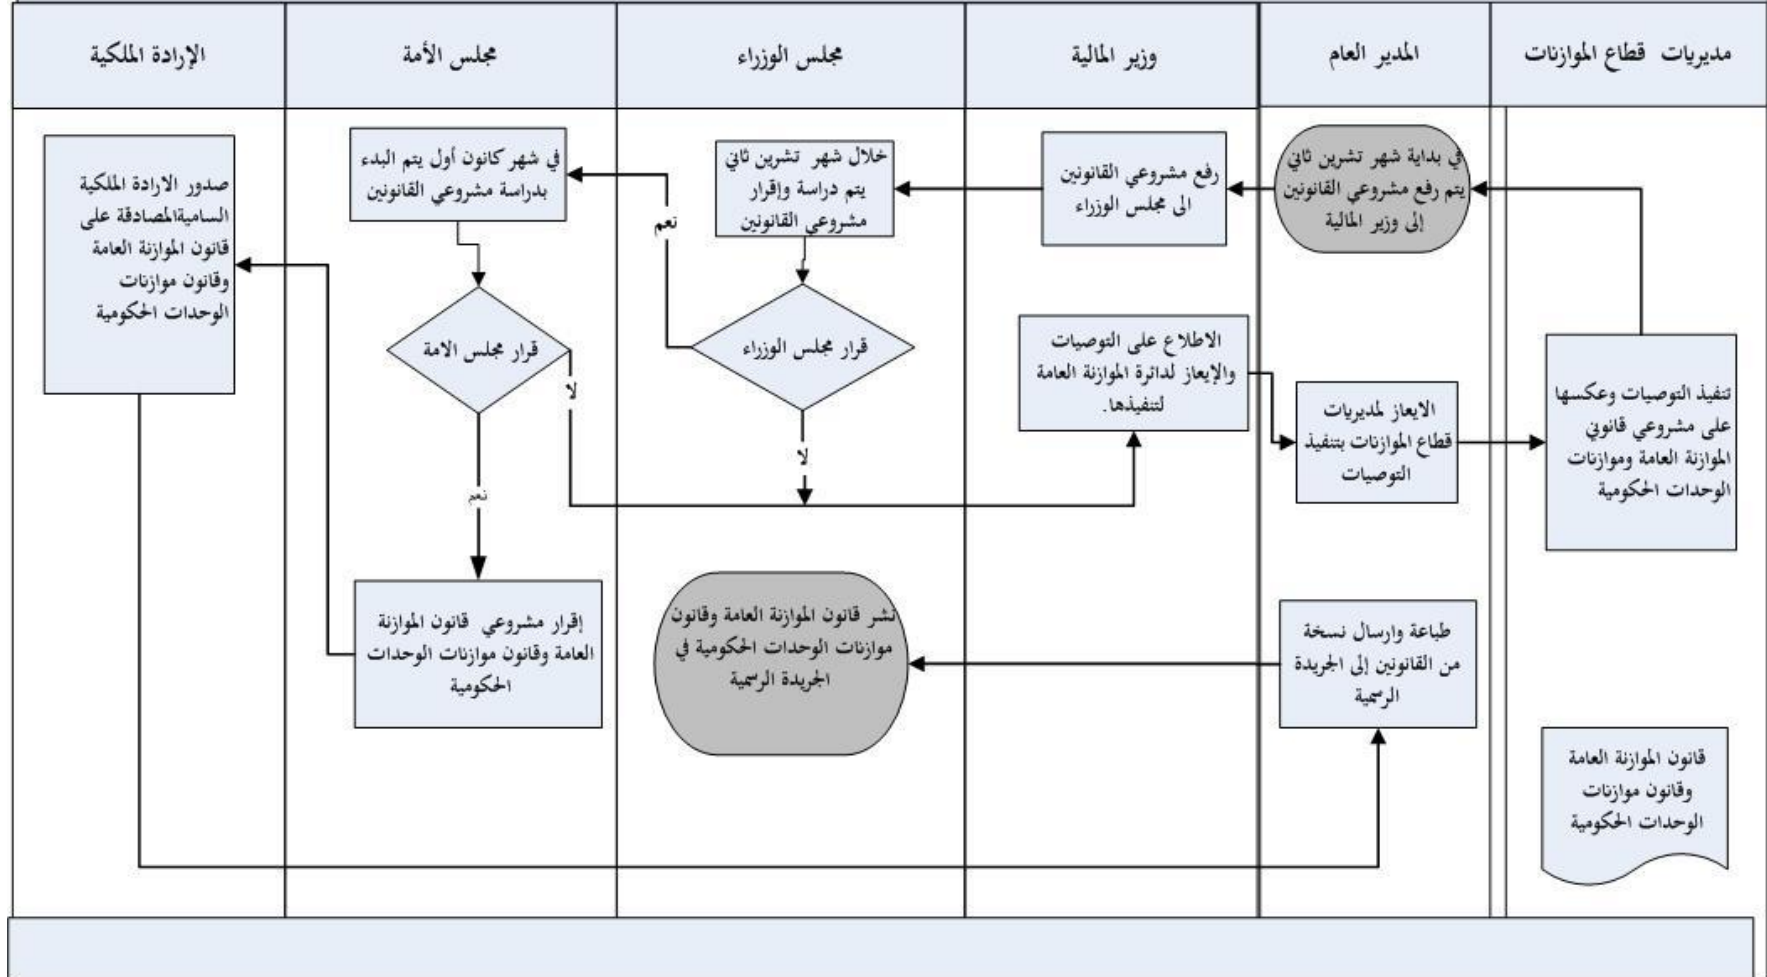 مديريات قطاع الموازنات
المدير العام
وزير المالية
مجلس الوزراء
مجلس الأمة
الإرادة الملكية
في بداية شهر تشرين ثاني
يتم رفع مشروعي القانونين
إلى وزير المالية
رفع مشروعي القانونين
الى مجلس الوزراء
خلال شهر تشرين ثاني
يتم دراسة وإقرار
مشروعي القانونين
في شهر كانون أول يتم البدء
بدراسة مشروعي القانونين
صدور الارادة الملكية
السامية المصادقة على
قانون الموازنة العامة
وقانون موازنات
الوحدات الحكومية
نعم
قرار مجلس الوزراء
قرار مجلس الامة
لا
لا
نعم
الاطلاع على التوصيات
والإيعاز لدائرة الموازنة العامة
لتنفيذها.
الايعاز لمديريات
قطاع الموازنات بتنفيذ
التوصيات
تنفيذ التوصيات وعكسها
على مشروعي قانوني
الموازنة العامة وموازنات
الوحدات الحكومية
طباعة وارسال نسخة
من القانونين إلى الجريدة
الرسمية
نشر قانون الموازنة العامة وقانون
موازنات الوحدات الحكومية في
الجريدة الرسمية
إقرار مشروعي قانون الموازنة
العامة وقانون موازنات الوحدات
الحكومية
قانون الموازنة العامة
وقانون موازنات
الوحدات الحكومية